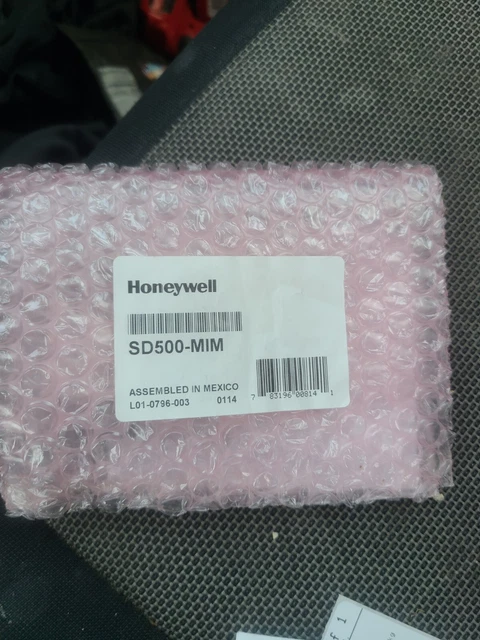 Honeywell
SD500-MIM
ASSEMBLED IN MEXICO
L01-0796-003 0114
7 83196 00814 1